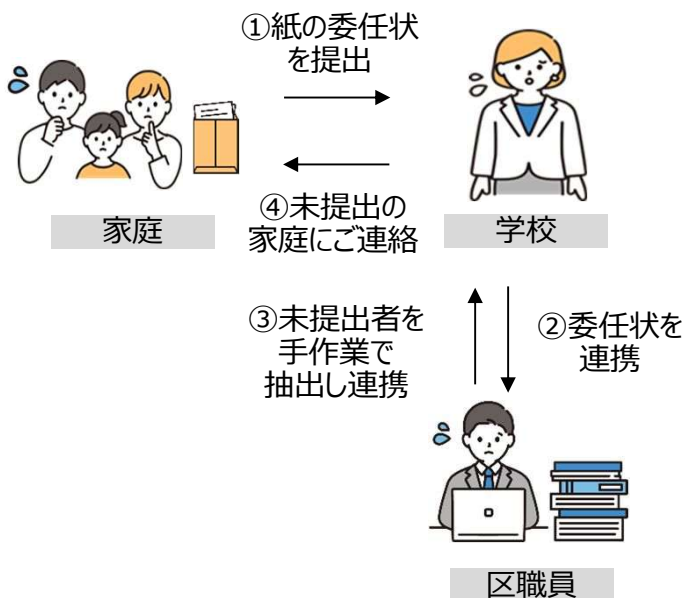 ①紙の委任状
を提出
④未提出の
家庭にご連絡
家庭
学校
③未提出者を
手作業で
抽出し連携
②委任状を
連携
区職員